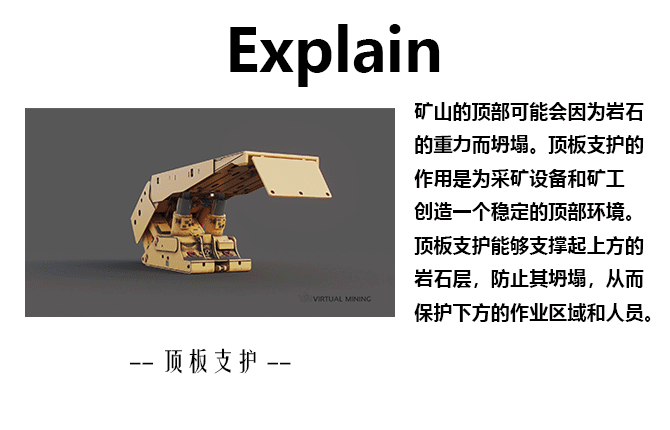 Explain
矿山的顶部可能会因为岩石
的重力而坍塌。顶板支护的
作用是为采矿设备和矿工
创造一个稳定的顶部环境。
顶板支护能够支撑起上方的
岩石层，防止其坍塌，从而
保护下方的作业区域和人员。
VIRTUAL MINING
-- 顶板支护 --